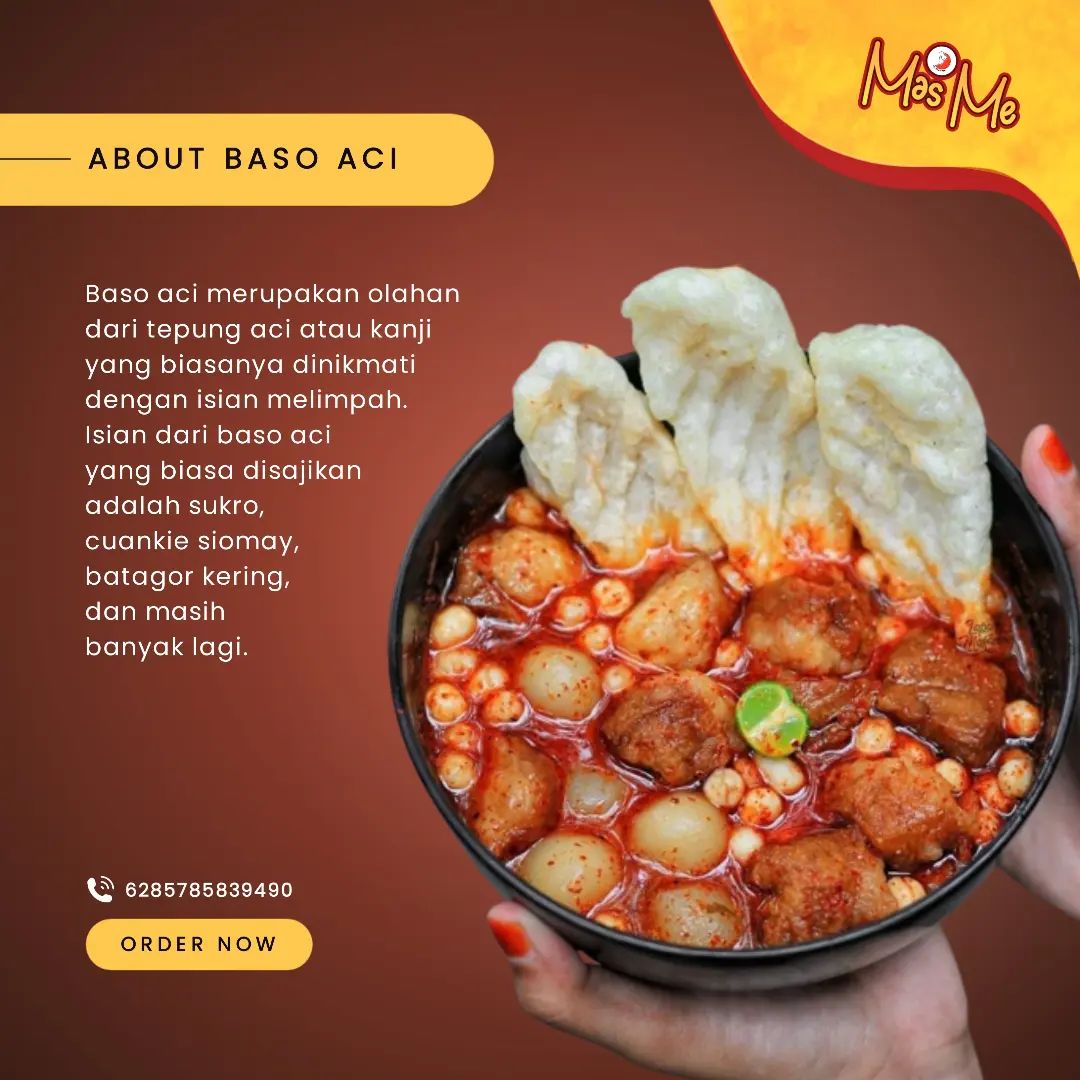 Mas Me
ABOUT BASO ACI
Baso aci merupakan olahan
dari tepung aci atau kanji
yang biasanya dinikmati
dengan isian melimpah.
Isian dari baso aci
yang biasa disajikan
adalah sukro,
cuankie siomay,
batagor kering,
dan masih
banyak lagi.
6285785839490
ORDER NOW